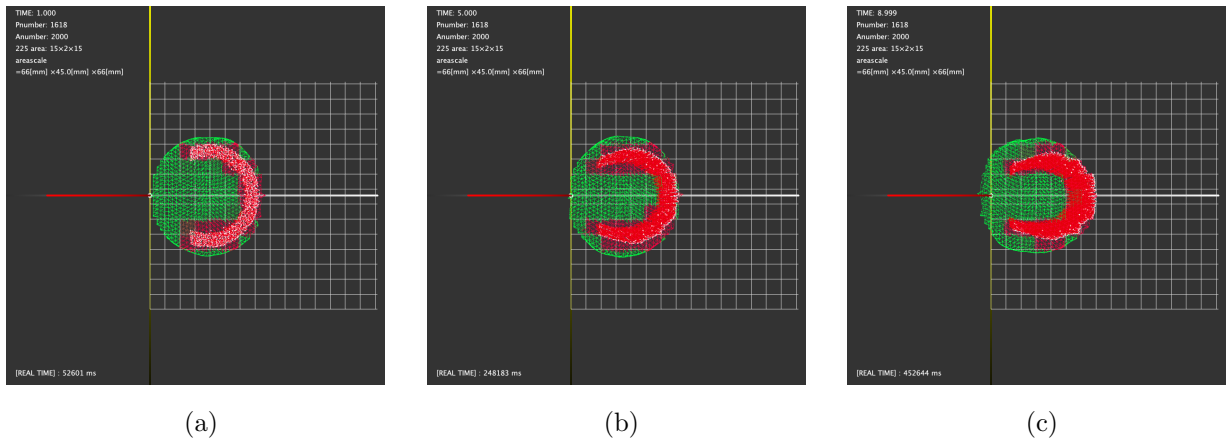 TIME: 1.000
Pnumber: 1618
Anumber: 2000
225 area: 15×2×15
areascale
=66[mm] ×45.0[mm] ×66[mm]
[REAL TIME] : 52601 ms
(a)
TIME: 5.000
Pnumber: 1618
Anumber: 2000
225 area: 15×2×15
areascale
=66[mm] ×45.0[mm] ×66[mm]
[REAL TIME] : 248183 ms
(b)
TIME: 8.999
Pnumber: 1618
Anumber: 2000
225 area: 15×2×15
areascale
=66[mm] ×45.0[mm] ×66[mm]
[REAL TIME] : 452644 ms
(c)